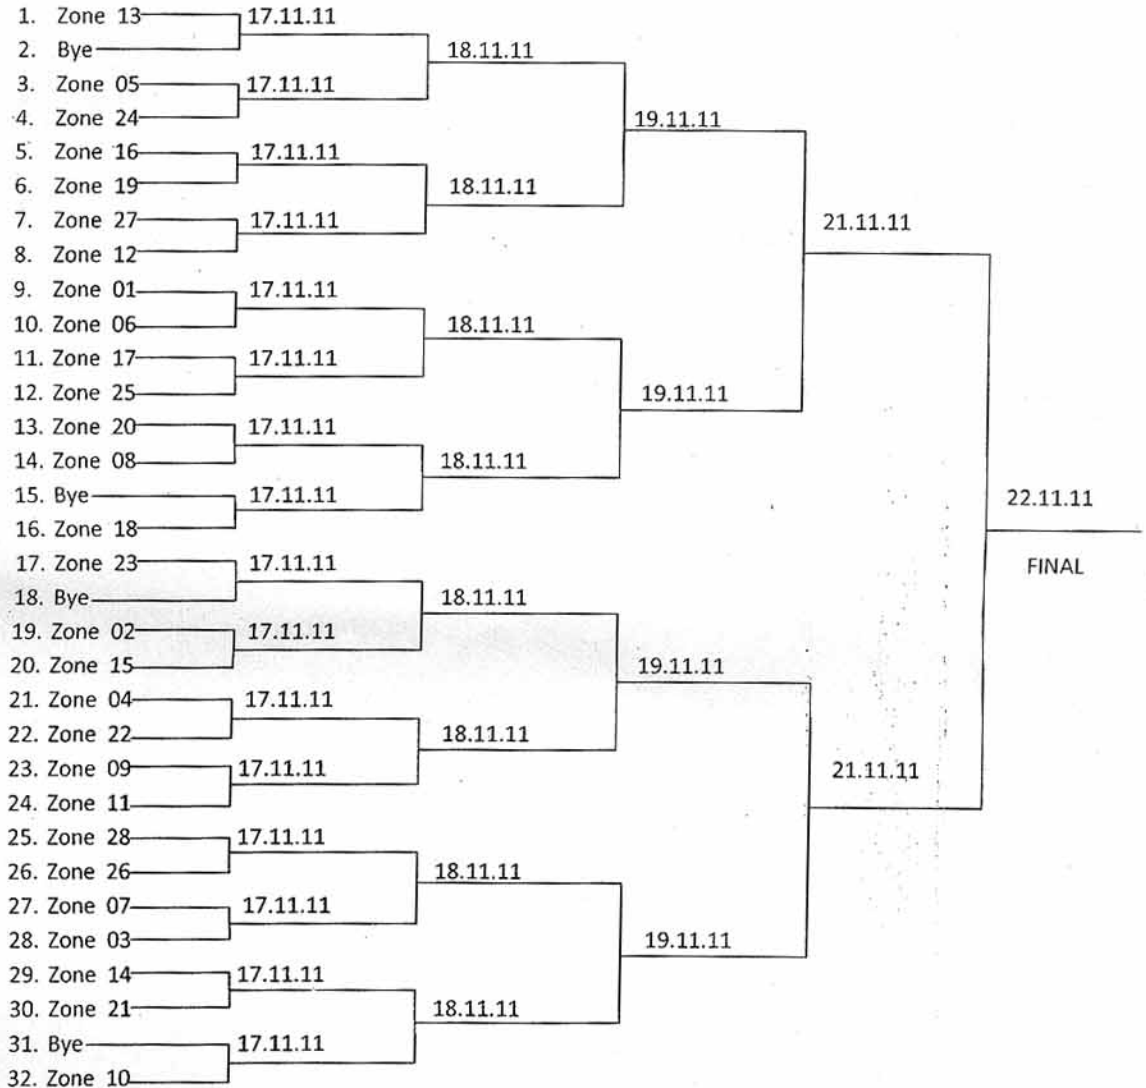 1. Zone 13 17.11.11
2. Bye 18.11.11
3. Zone 05 17.11.11
4. Zone 24 19.11.11
5. Zone 16 17.11.11
6. Zone 19 18.11.11
7. Zone 27 17.11.11 21.11.11
8. Zone 12
9. Zone 01 17.11.11
10. Zone 06 18.11.11
11. Zone 17 17.11.11
12. Zone 25 19.11.11
13. Zone 20 17.11.11
14. Zone 08 18.11.11
15. Bye 17.11.11 22.11.11
16. Zone 18
17. Zone 23 17.11.11 FINAL
18. Bye 18.11.11
19. Zone 02 17.11.11
20. Zone 15 19.11.11
21. Zone 04 17.11.11
22. Zone 22 18.11.11
23. Zone 09 17.11.11 21.11.11
24. Zone 11
25. Zone 28 17.11.11
26. Zone 26 18.11.11
27. Zone 07 17.11.11
28. Zone 03 19.11.11
29. Zone 14 17.11.11
30. Zone 21 18.11.11
31. Bye 17.11.11
32. Zone 10